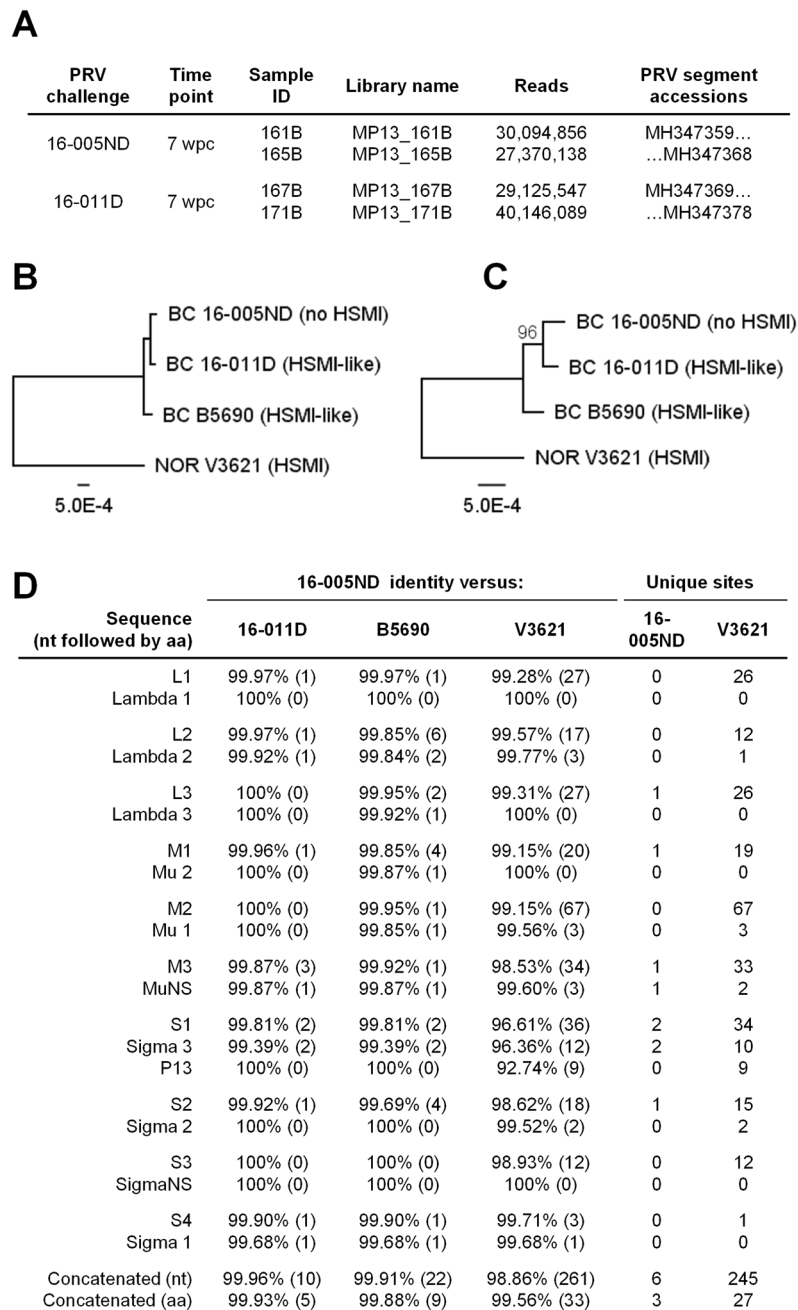 A
PRV challenge Time point Sample ID Library name Reads PRV segment accessions
16-005ND 7 wpc 161B MP13_161B 30,094,856 MH347359…
165B MP13_165B 27,370,138 …MH347368
16-011D 7 wpc 167B MP13_167B 29,125,547 MH347369…
171B MP13_171B 40,146,089 …MH347378
B
BC 16-005ND (no HSMI)
BC 16-011D (HSMI-like)
BC B5690 (HSMI-like)
NOR V3621 (HSMI)
5.0E-4
C
96
BC 16-005ND (no HSMI)
BC 16-011D (HSMI-like)
BC B5690 (HSMI-like)
NOR V3621 (HSMI)
5.0E-4
D
16-005ND identity versus: Unique sites
Sequence (nt followed by aa) 16-011D B5690 V3621 16-005ND V3621
L1 99.97% (1) 99.97% (1) 99.28% (27) 0 26
Lambda 1 100% (0) 100% (0) 100% (0) 0 0
L2 99.97% (1) 99.85% (6) 99.57% (17) 0 12
Lambda 2 99.92% (1) 99.84% (2) 99.77% (3) 0 1
L3 100% (0) 99.95% (2) 99.31% (27) 1 26
Lambda 3 100% (0) 99.92% (1) 100% (0) 0 0
M1 99.96% (1) 99.85% (4) 99.15% (20) 1 19
Mu 2 100% (0) 99.87% (1) 100% (0) 0 0
M2 100% (0) 99.95% (1) 99.15% (67) 0 67
Mu 1 100% (0) 99.85% (1) 99.56% (3) 0 3
M3 99.87% (3) 99.92% (1) 98.53% (34) 1 33
MuNS 99.87% (1) 99.87% (1) 99.60% (3) 1 2
S1 99.81% (2) 99.81% (2) 96.61% (36) 2 34
Sigma 3 99.39% (2) 99.39% (2) 96.36% (12) 2 10
P13 100% (0) 100% (0) 92.74% (9) 0 9
S2 99.92% (1) 99.69% (4) 98.62% (18) 1 15
Sigma 2 100% (0) 100% (0) 99.52% (2) 0 2
S3 100% (0) 100% (0) 98.93% (12) 0 12
SigmaNS 100% (0) 100% (0) 100% (0) 0 0
S4 99.90% (1) 99.90% (1) 99.71% (3) 0 1
Sigma 1 99.68% (1) 99.68% (1) 99.68% (1) 0 0
Concatenated (nt) 99.96% (10) 99.91% (22) 98.86% (261) 6 245
Concatenated (aa) 99.93% (5) 99.88% (9) 99.56% (33) 3 27